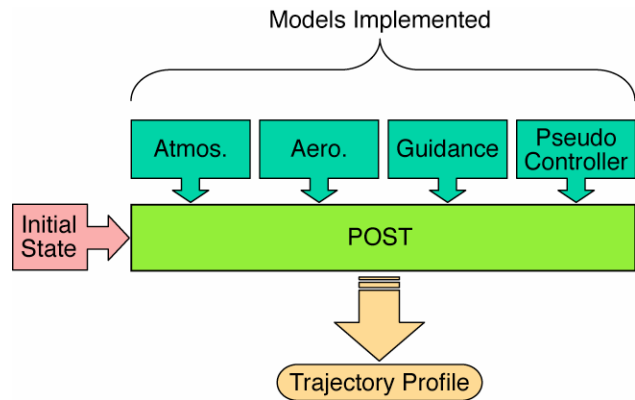 Models Implemented
Atmos.
Aero.
Guidance
Pseudo
Controller
Initial
State
POST
Trajectory Profile